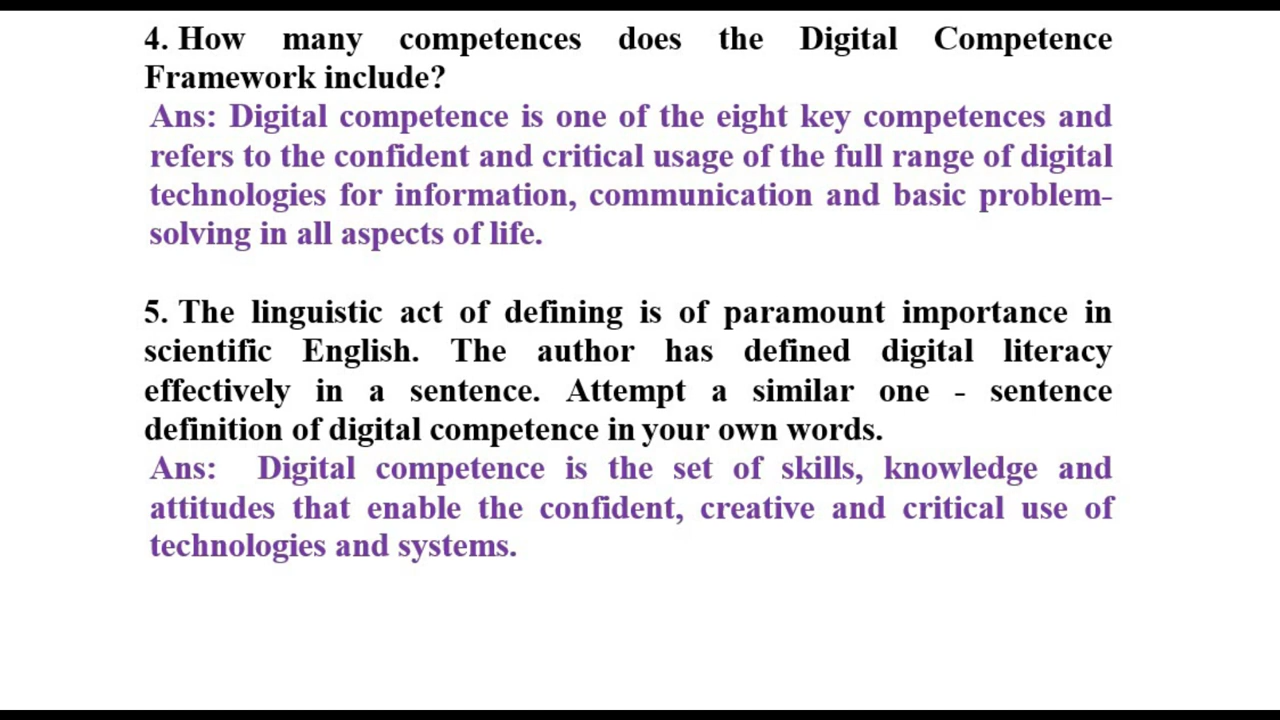 4. How many competences does the Digital Competence
Framework include?
Ans: Digital competence is one of the eight key competences and
refers to the confident and critical usage of the full range of digital
technologies for information, communication and basic problem-
solving in all aspects of life.
5. The linguistic act of defining is of paramount importance in
scientific English. The author has defined digital literacy
effectively in a sentence. Attempt a similar one - sentence
definition of digital competence in your own words.
Ans: Digital competence is the set of skills, knowledge and
attitudes that enable the confident, creative and critical use of
technologies and systems.